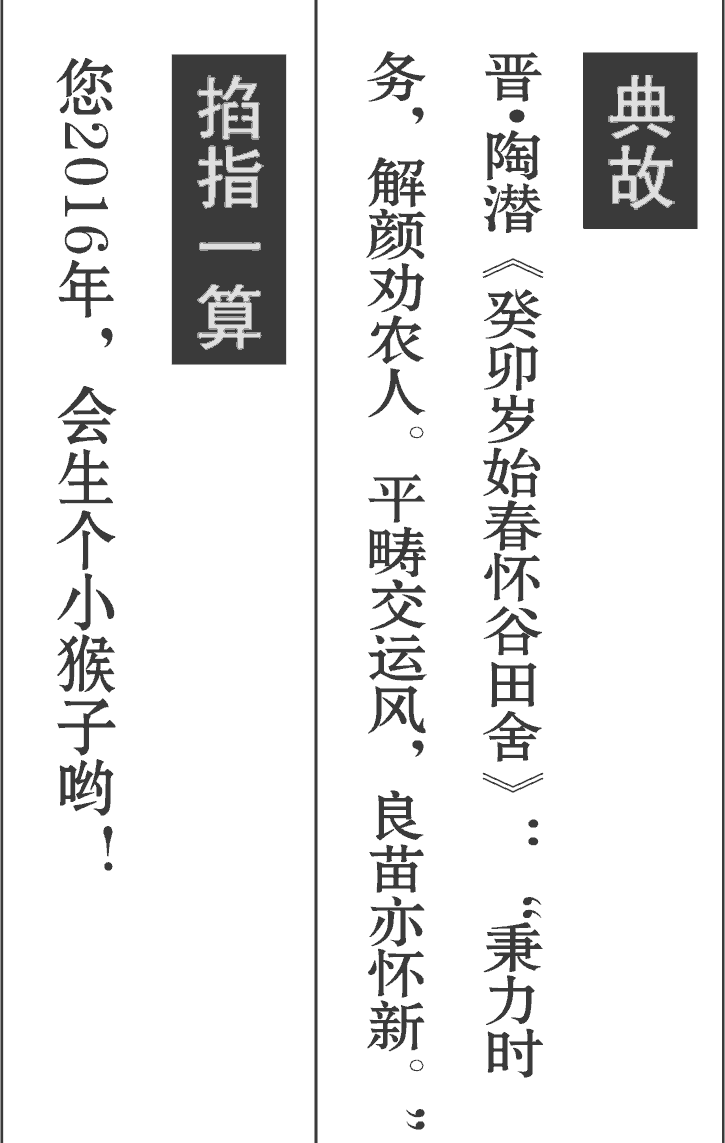 典故
晋·陶潜《癸卯岁始春怀谷田舍》:“秉力时
务,解颜劝农人。平畴交运风,良苗亦怀新。”
掐指一算
您2016年,会生个小猴子哟!